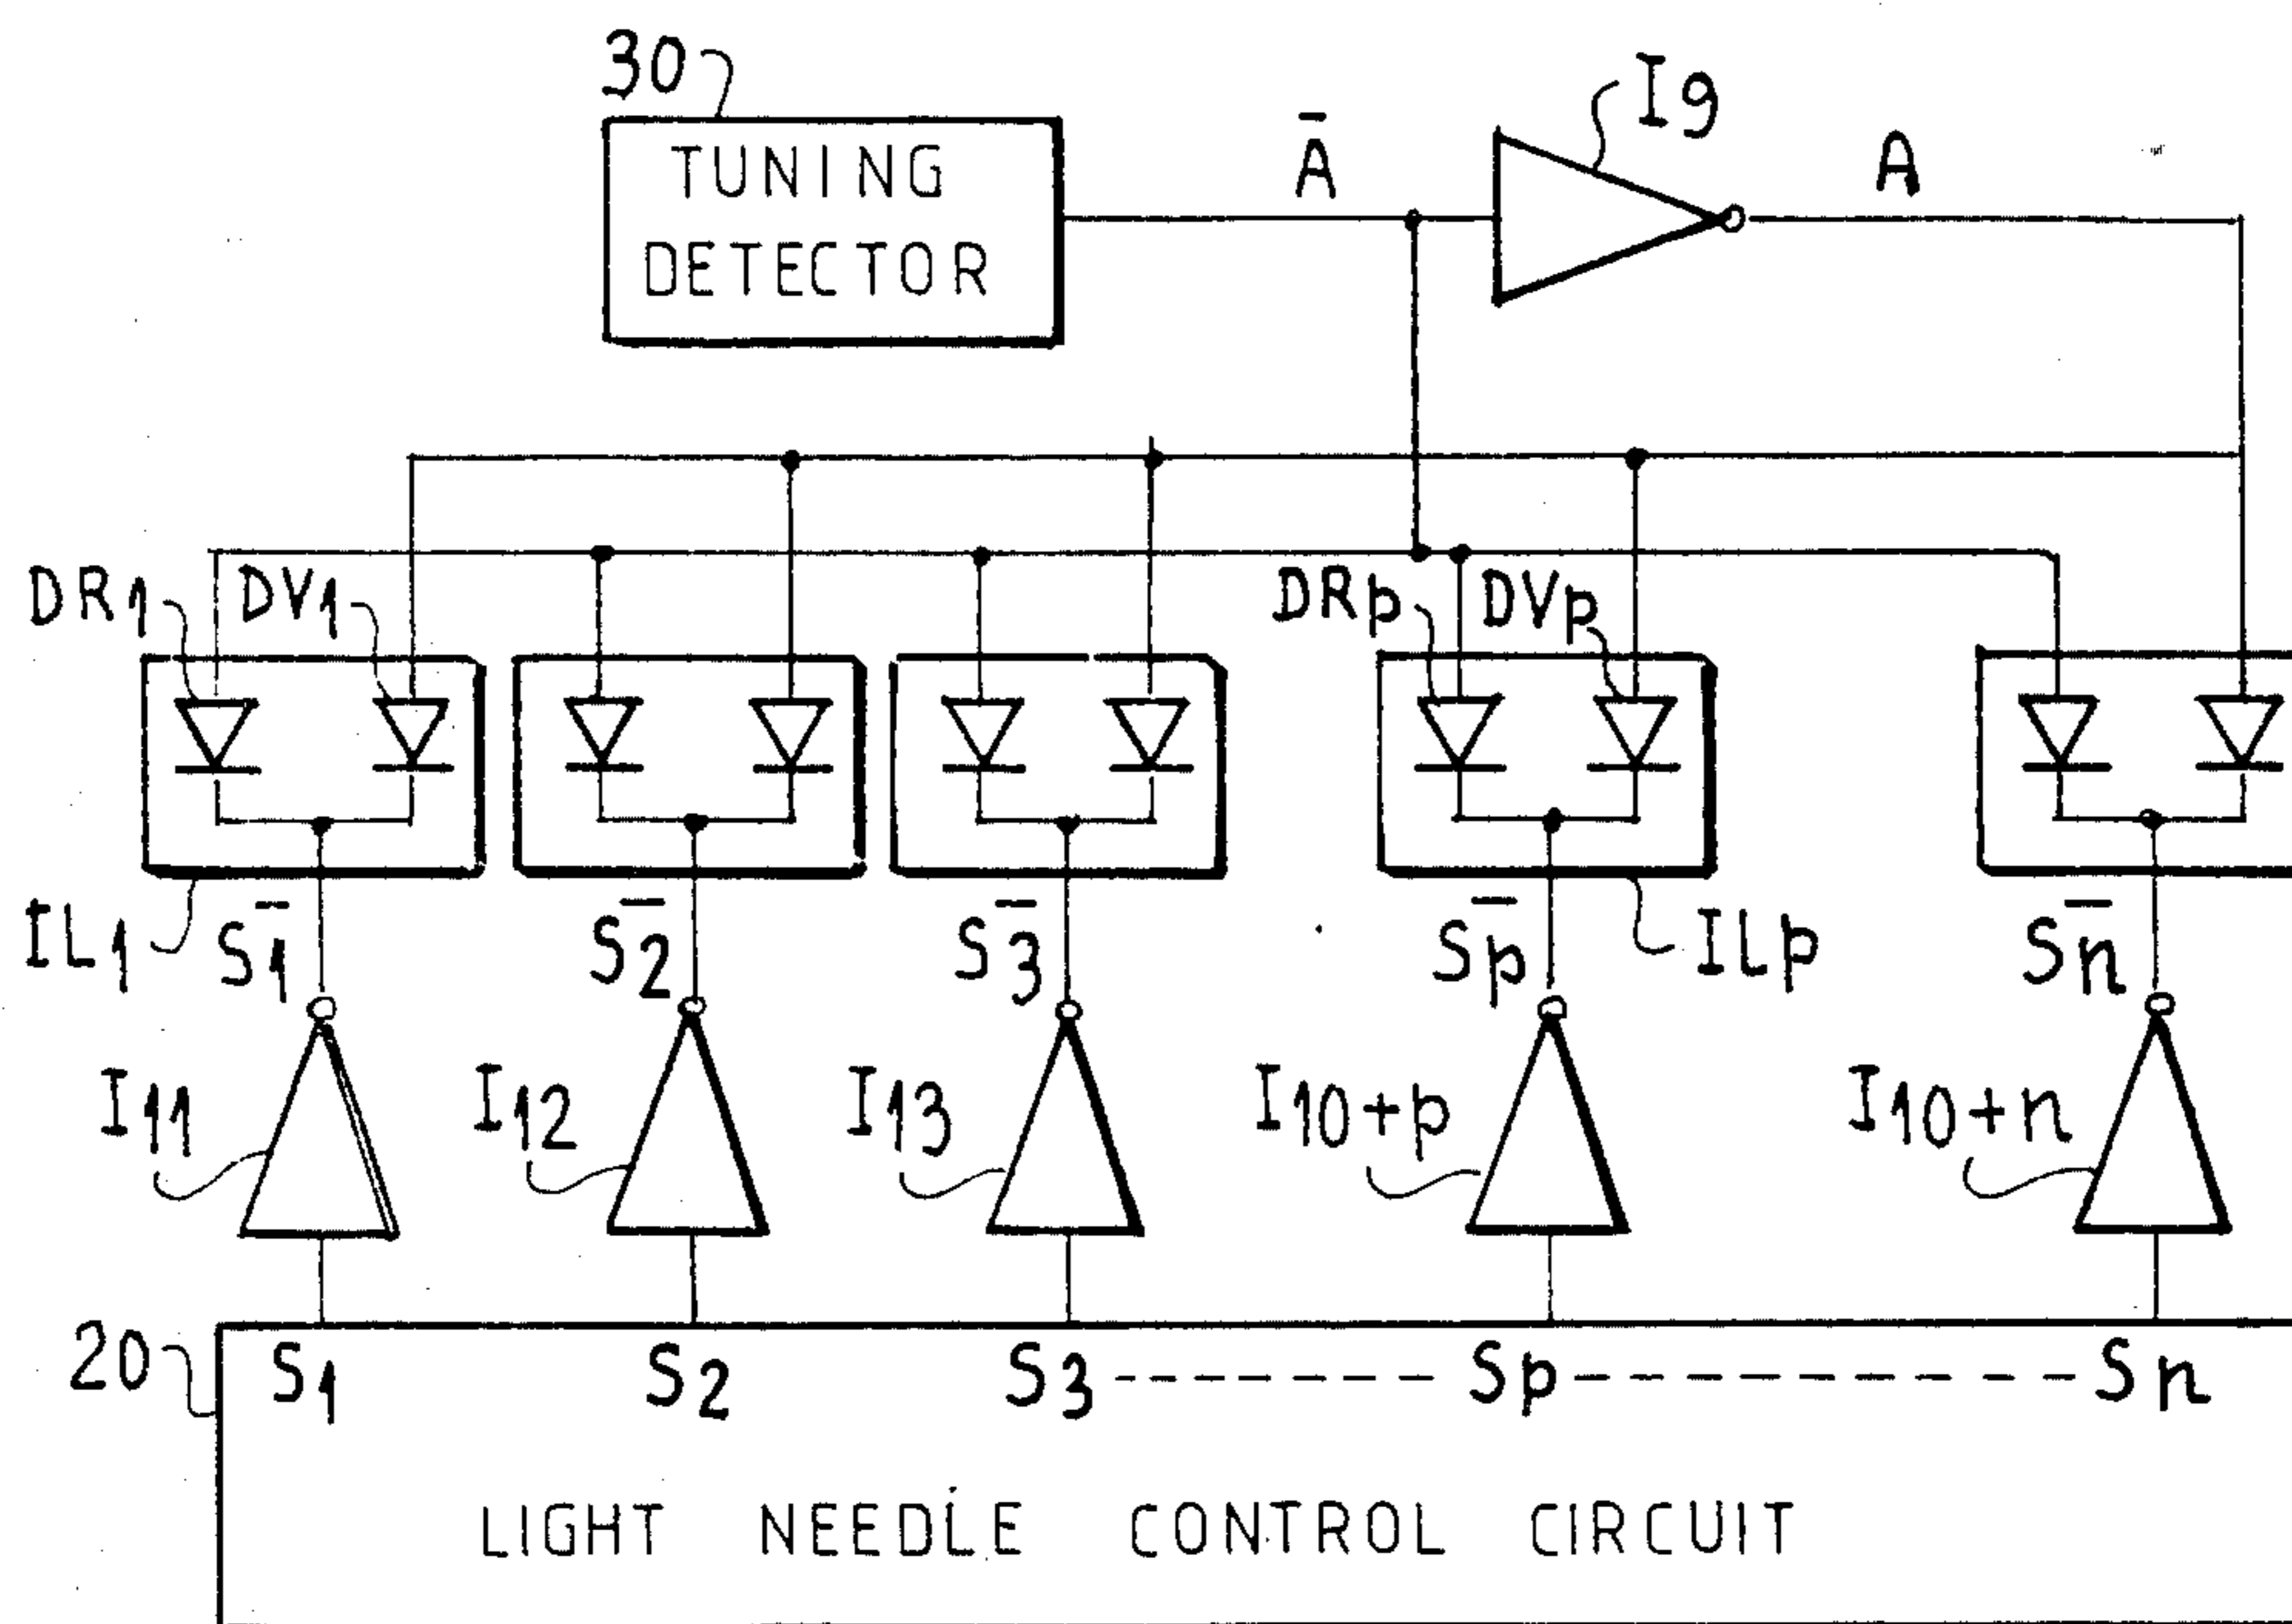 30
TUNING
DETECTOR
Ā
I9
A
DR1
DV1
DRp
DVp
IL1
S̅1̅
S̅2̅
S̅3̅
S̅p̅
ILp
S̅n̅
I11
I12
I13
I10+p
I10+n
20
S1 S2 S3 ------- Sp ---------- Sn
LIGHT NEEDLE CONTROL CIRCUIT